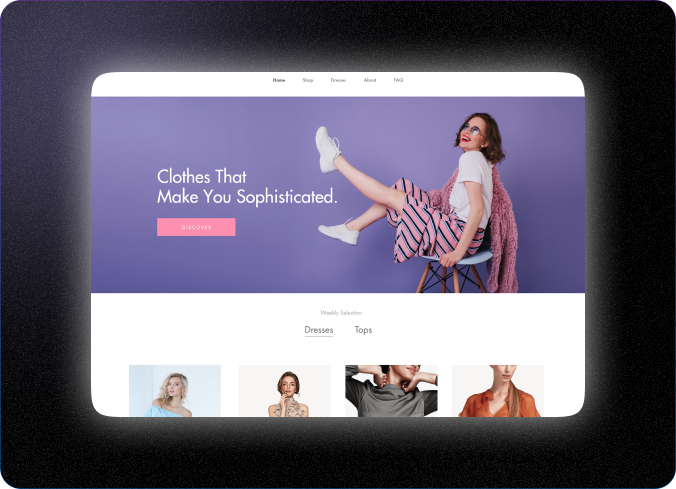 Home Shop Dresses About FAQ
Clothes That
Make You Sophisticated.
DISCOVER
Weekly Selection
Dresses Tops